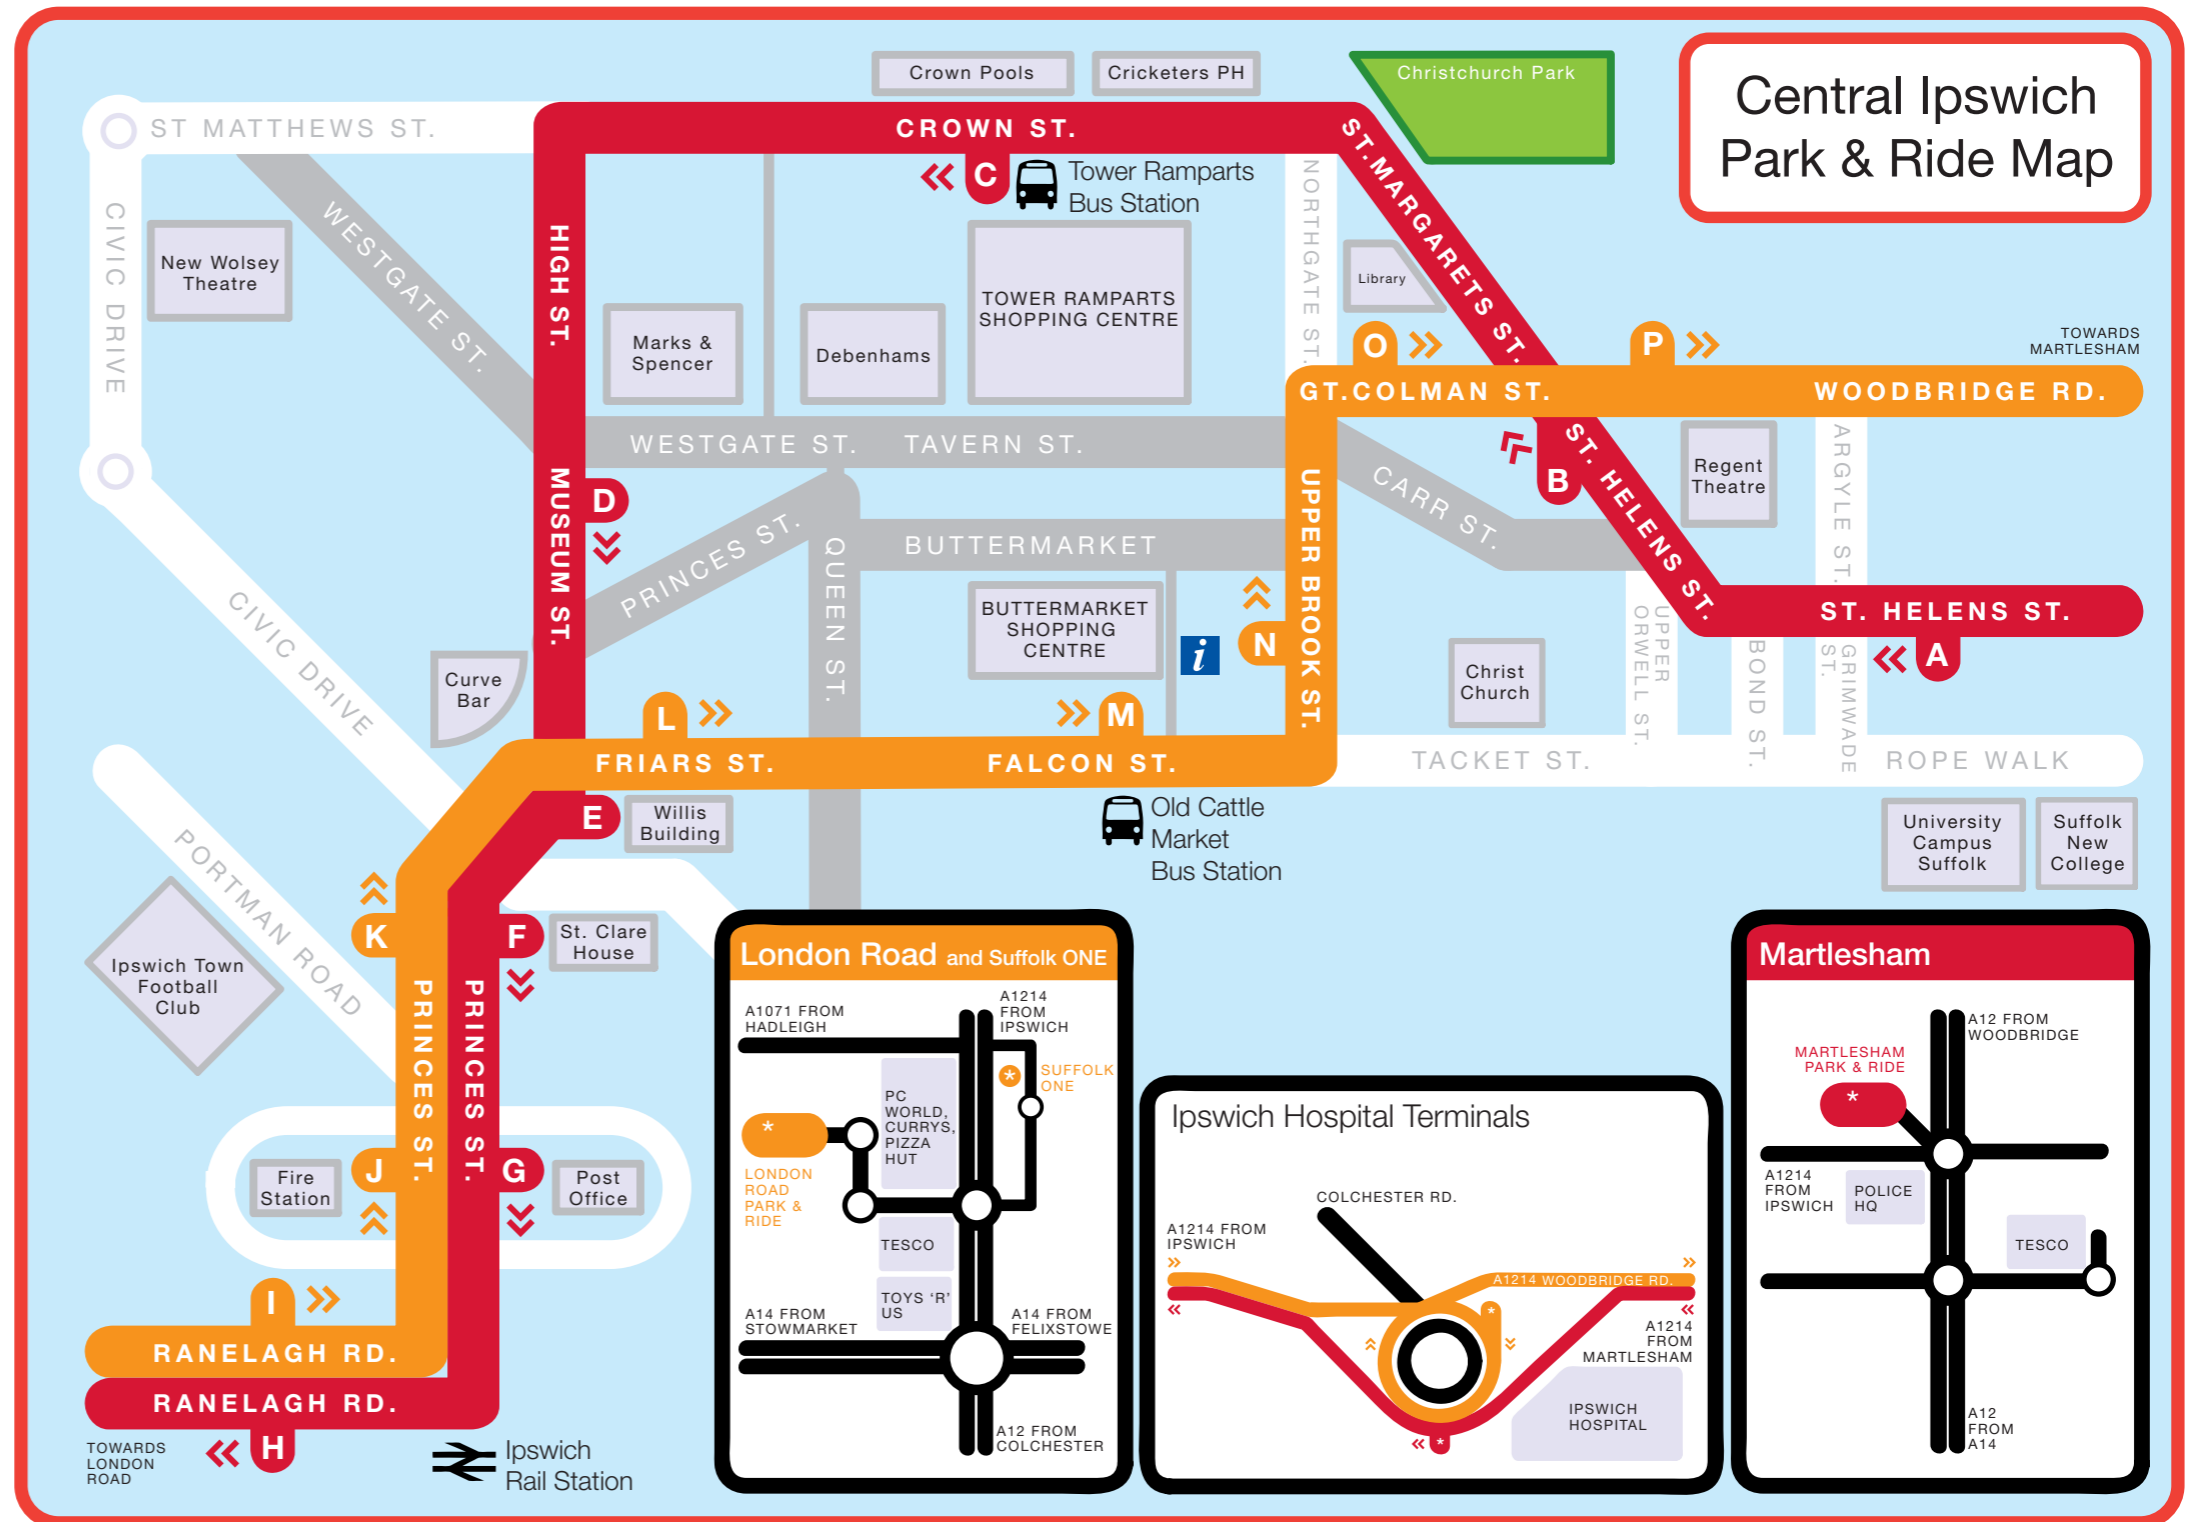 Central Ipswich
Park & Ride Map
Crown Pools
Cricketers PH
Christchurch Park
ST MATTHEWS ST.
CROWN ST.
C
Tower Ramparts
Bus Station
ST.MARGARETS ST.
NORTHGATE ST.
CIVIC DRIVE
WESTGATE ST.
HIGH ST.
New Wolsey
Theatre
Marks &
Spencer
Debenhams
TOWER RAMPARTS
SHOPPING CENTRE
Library
O
P
TOWARDS
MARTLESHAM
GT.COLMAN ST.
WOODBRIDGE RD.
WESTGATE ST.
TAVERN ST.
CARR ST.
B
ST. HELENS ST.
Regent
Theatre
ARGYLE ST.
MUSEUM ST.
D
PRINCES ST.
QUEEN ST.
BUTTERMARKET
UPPER BROOK ST.
BUTTERMARKET
SHOPPING
CENTRE
i
N
ST. HELENS ST.
A
UPPER
ORWELL ST.
BOND ST.
GRIMWADE
ST.
Christ
Church
CIVIC DRIVE
Curve
Bar
L
M
FRIARS ST.
FALCON ST.
TACKET ST.
ROPE WALK
E
Willis
Building
Old Cattle
Market
Bus Station
University
Campus
Suffolk
Suffolk
New
College
PORTMAN ROAD
Ipswich Town
Football
Club
K
F
St. Clare
House
PRINCES ST.
PRINCES ST.
Fire
Station
J
G
Post
Office
I
RANELAGH RD.
RANELAGH RD.
H
TOWARDS
LONDON
ROAD
Ipswich
Rail Station
London Road and Suffolk ONE
A1071 FROM
HADLEIGH
A1214
FROM
IPSWICH
*
SUFFOLK
ONE
PC
WORLD,
CURRYS,
PIZZA
HUT
*
LONDON
ROAD
PARK &
RIDE
TESCO
TOYS ‘R’
US
A14 FROM
STOWMARKET
A14 FROM
FELIXSTOWE
A12 FROM
COLCHESTER
Ipswich Hospital Terminals
COLCHESTER RD.
A1214 FROM
IPSWICH
A1214 WOODBRIDGE RD.
*
A1214
FROM
MARTLESHAM
IPSWICH
HOSPITAL
*
Martlesham
A12 FROM
WOODBRIDGE
MARTLESHAM
PARK & RIDE
*
A1214
FROM
IPSWICH
POLICE
HQ
TESCO
A12
FROM
A14